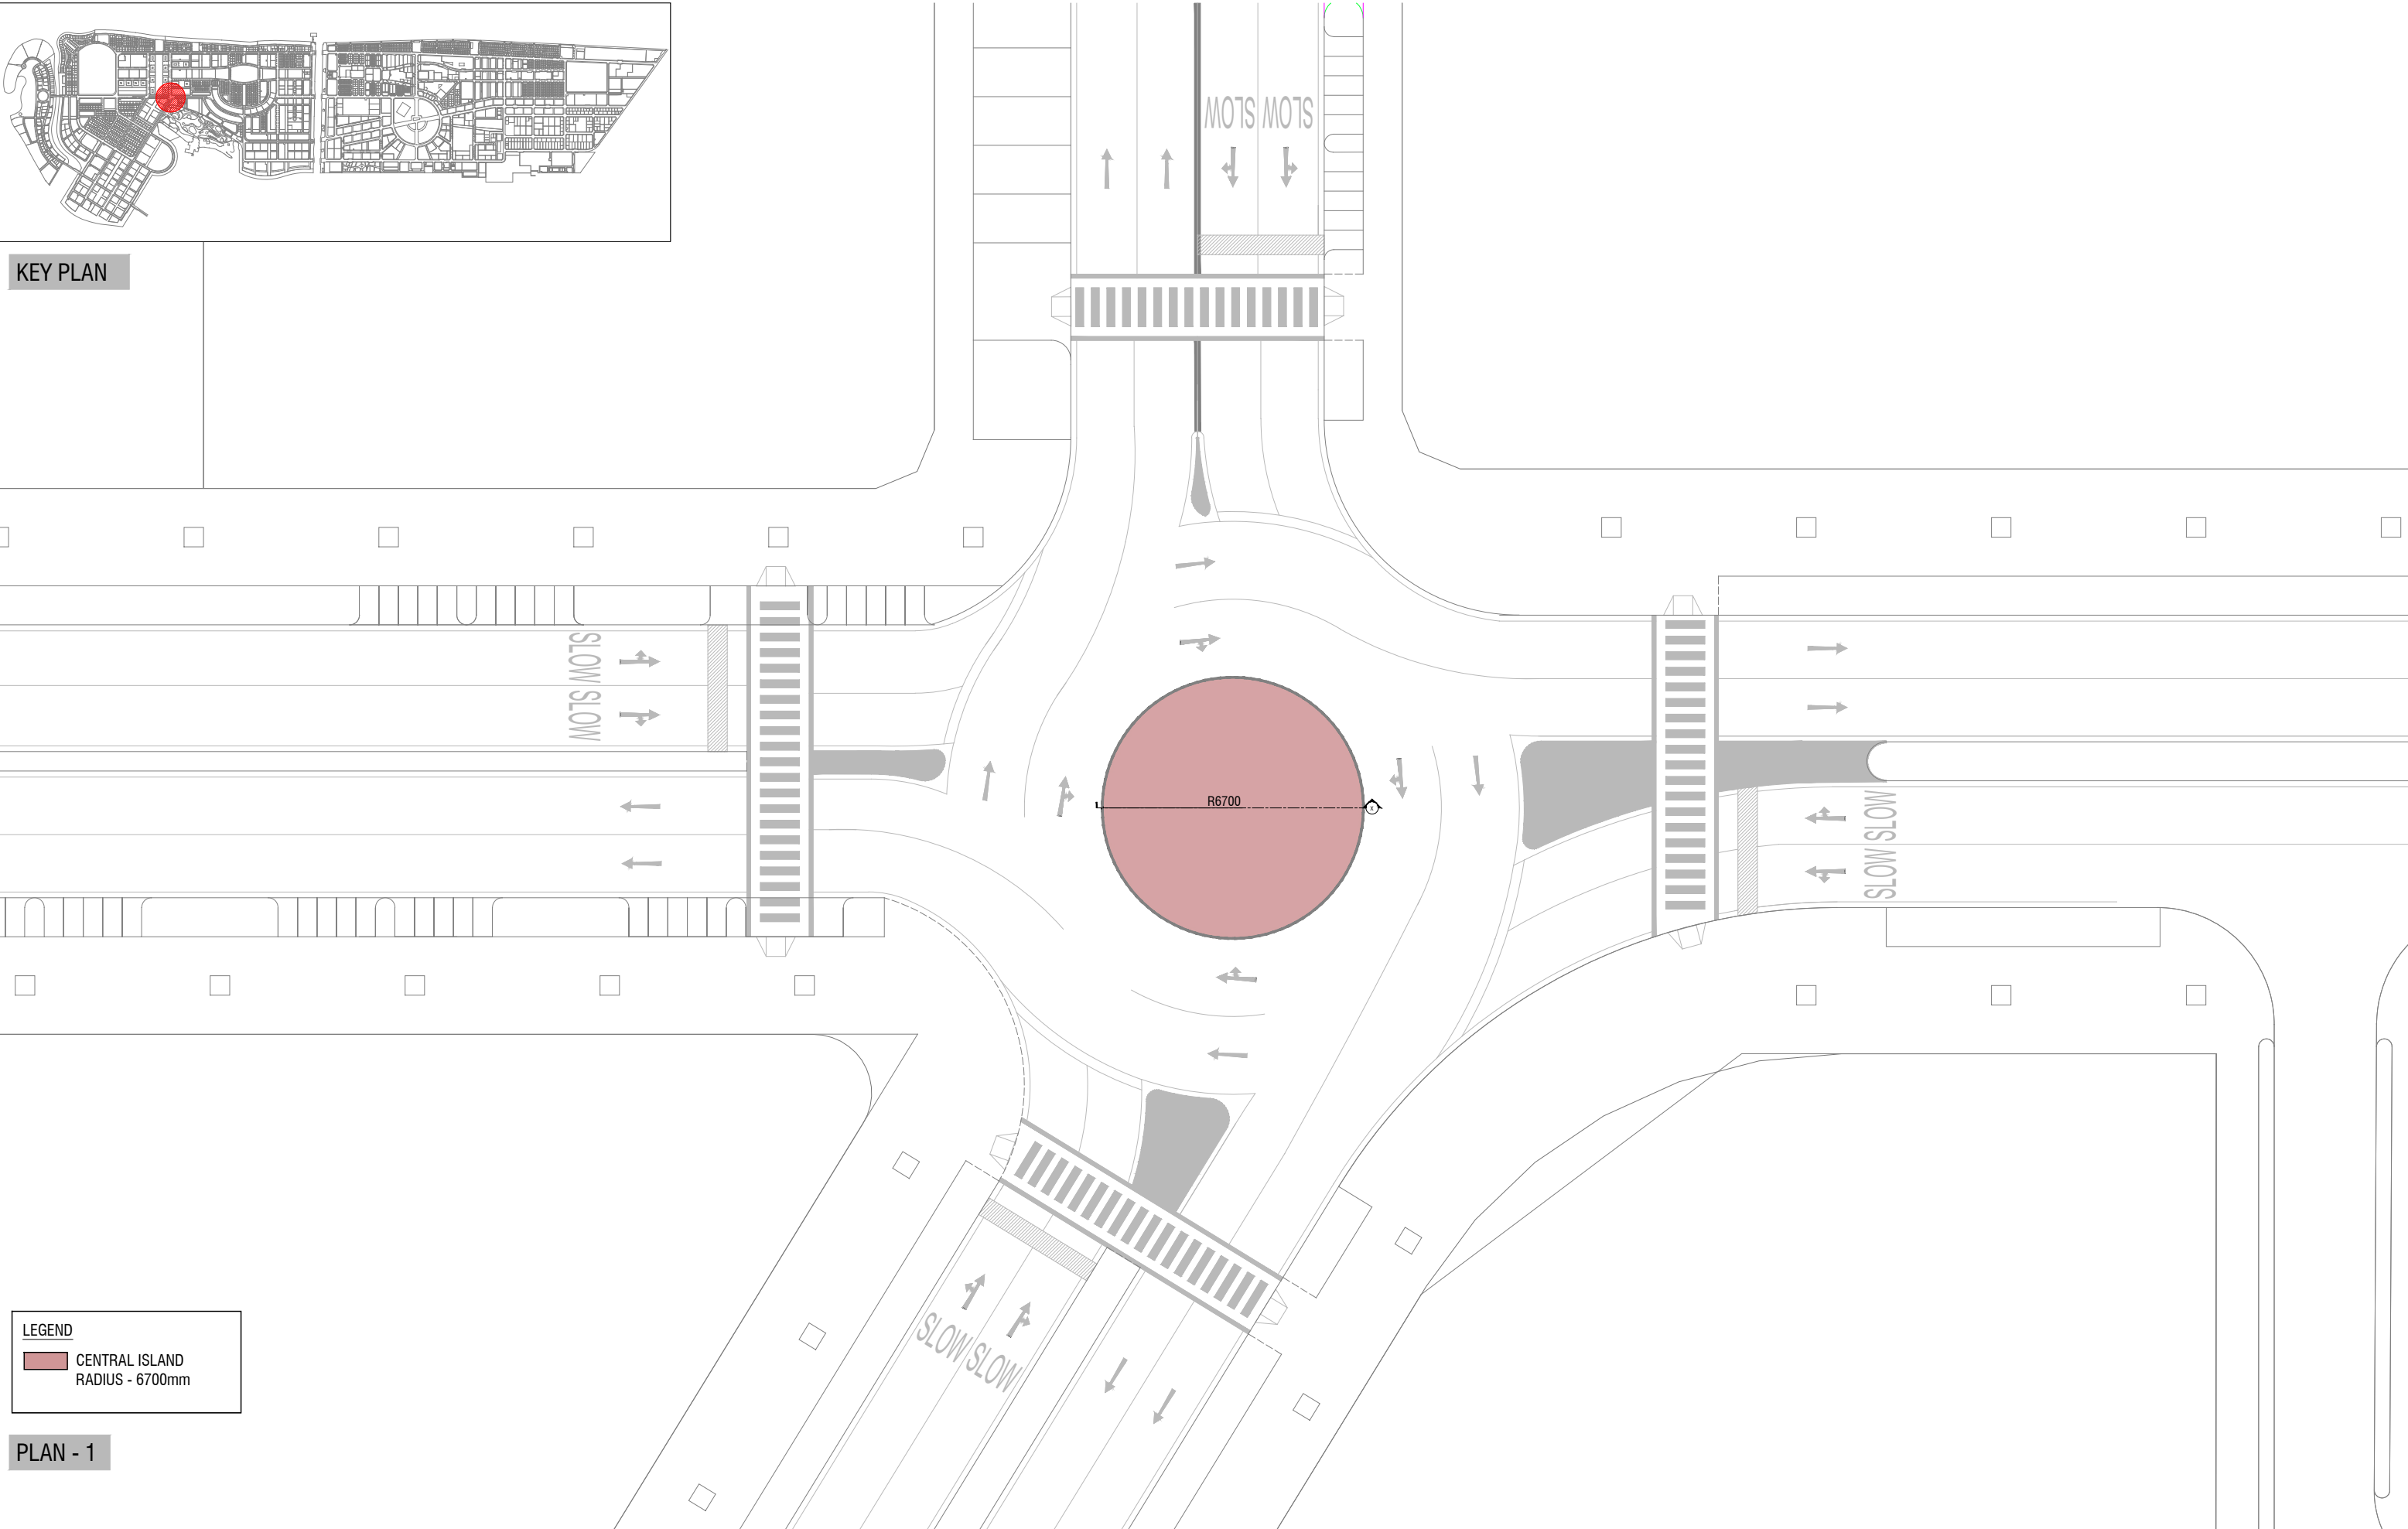 KEY PLAN
SLOW SLOW
SLOW SLOW
R6700
X
SLOW SLOW
SLOW SLOW
LEGEND
CENTRAL ISLAND
RADIUS - 6700mm
PLAN - 1